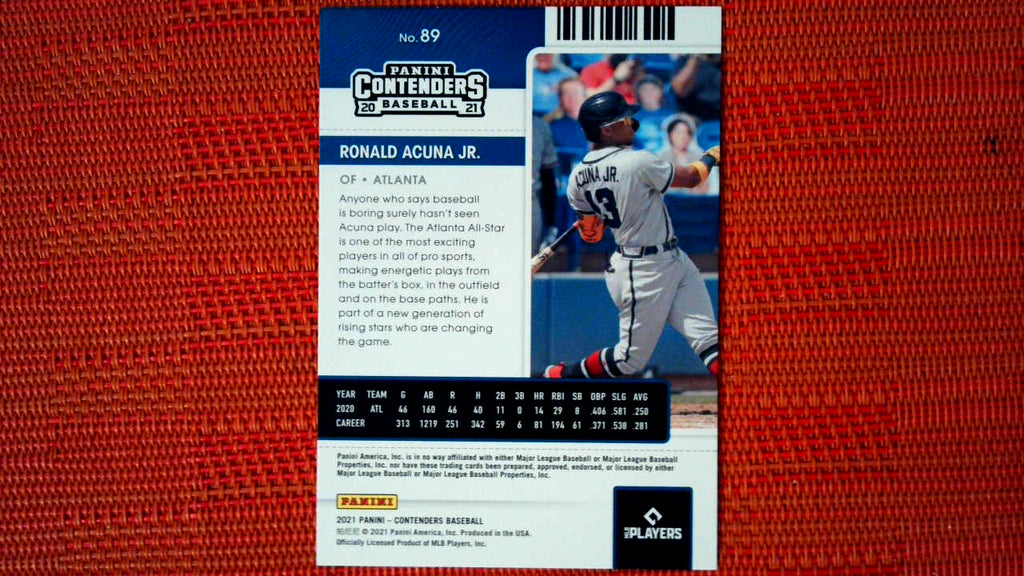 No. 89
PANINI
CONTENDERS
20 BASEBALL 21
RONALD ACUNA JR.
OF • ATLANTA
Anyone who says baseball
is boring surely hasn't seen
Acuna play. The Atlanta All-Star
is one of the most exciting
players in all of pro sports,
making energetic plays from
the batter's box, in the outfield
and on the base paths. He is
part of a new generation of
rising stars who are changing
the game.
ACUNA JR.
13
YEAR TEAM G AB R H 2B 3B HR RBI SB OBP SLG AVG
2020 ATL 46 160 46 40 11 0 14 29 8 .406 .581 .250
CAREER 313 1219 251 342 59 6 81 194 61 .371 .538 .281
Panini America, Inc. is in no way affiliated with either Major League Baseball or Major League Baseball
Properties, Inc. nor have these trading cards been prepared, approved, endorsed, or licensed by either
Major League Baseball or Major League Baseball Properties, Inc.
PANINI
2021 PANINI - CONTENDERS BASEBALL
帕尼尼 © 2021 Panini America, Inc. Produced in the USA.
Officially Licensed Product of MLB Players, Inc.
MLB PLAYERS